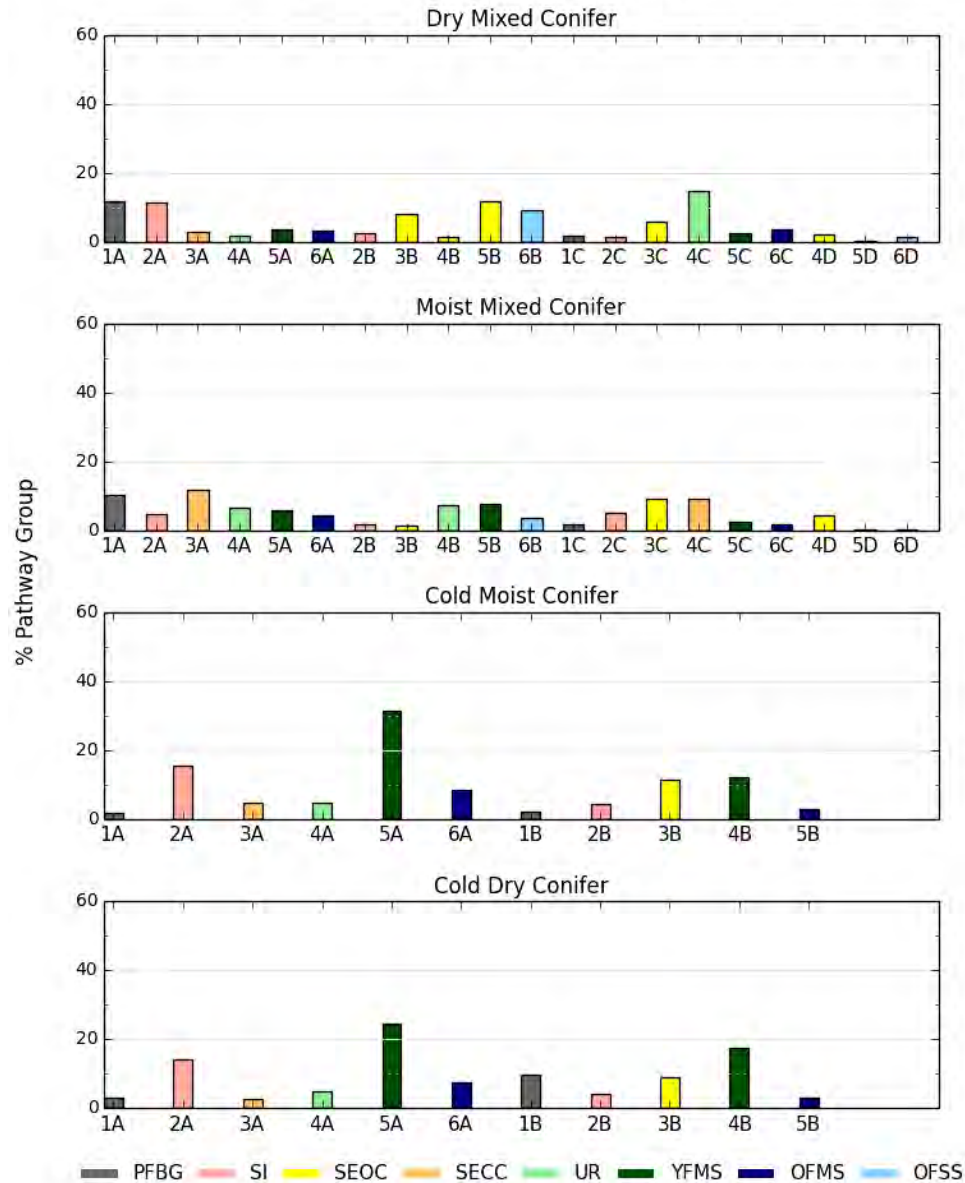 Dry Mixed Conifer
60
40
20
0
1A 2A 3A 4A 5A 6A 2B 3B 4B 5B 6B 1C 2C 3C 4C 5C 6C 4D 5D 6D
Moist Mixed Conifer
60
40
20
0
1A 2A 3A 4A 5A 6A 2B 3B 4B 5B 6B 1C 2C 3C 4C 5C 6C 4D 5D 6D
% Pathway Group
Cold Moist Conifer
60
40
20
0
1A 2A 3A 4A 5A 6A 1B 2B 3B 4B 5B
Cold Dry Conifer
60
40
20
0
1A 2A 3A 4A 5A 6A 1B 2B 3B 4B 5B
PFBG SI SEOC SECC UR YFMS OFMS OFSS